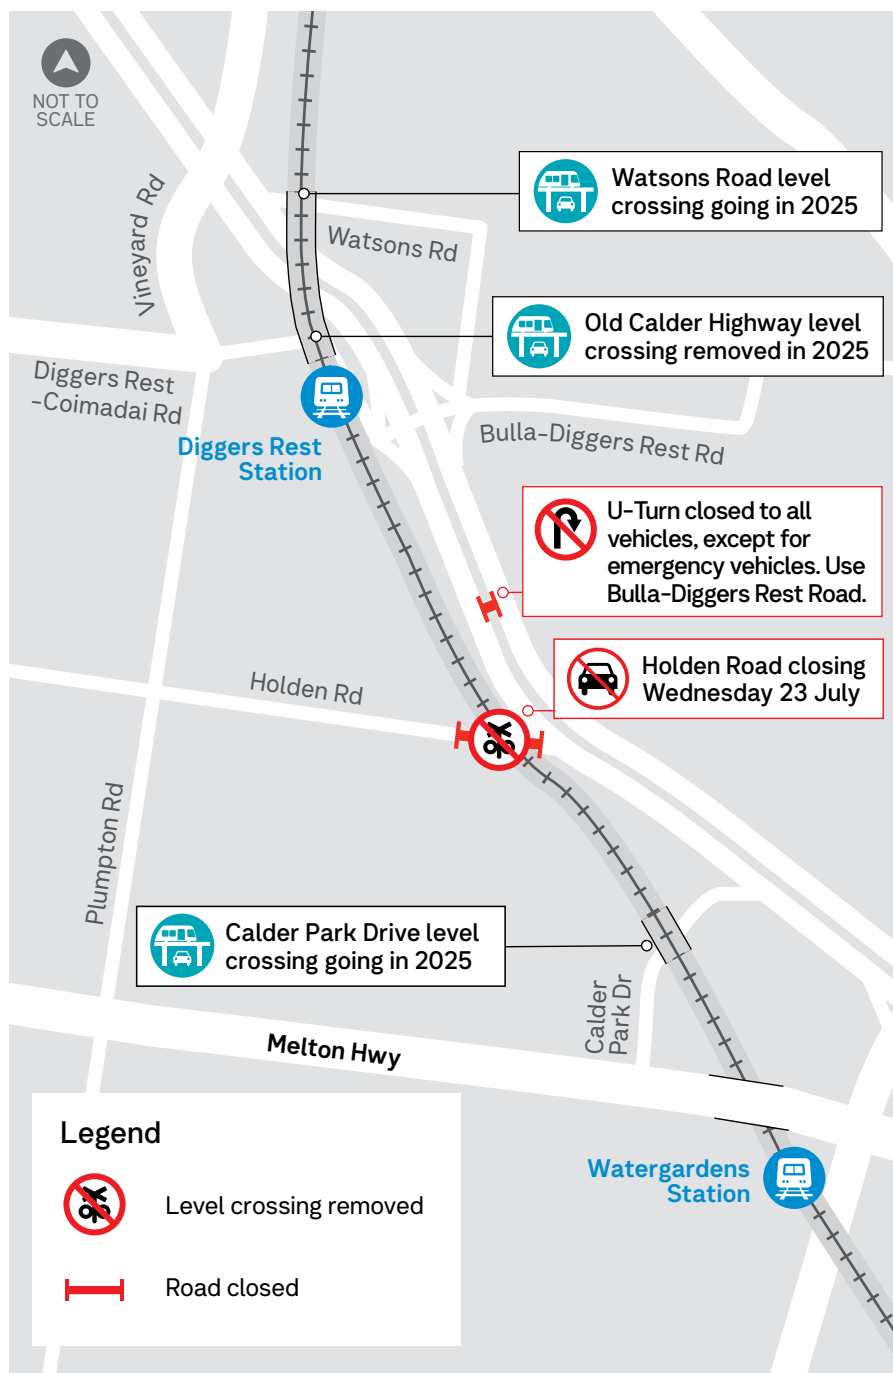 NOT TO
SCALE
Vineyard Rd
Watsons Road level
crossing going in 2025
Watsons Rd
Old Calder Highway level
crossing removed in 2025
Diggers Rest
-Coimadai Rd
Diggers Rest
Station
Bulla-Diggers Rest Rd
U-Turn closed to all
vehicles, except for
emergency vehicles. Use
Bulla-Diggers Rest Road.
Holden Road closing
Wednesday 23 July
Holden Rd
Plumpton Rd
Calder Park Drive level
crossing going in 2025
Calder
Park Dr
Melton Hwy
Watergardens
Station
Legend
Level crossing removed
Road closed